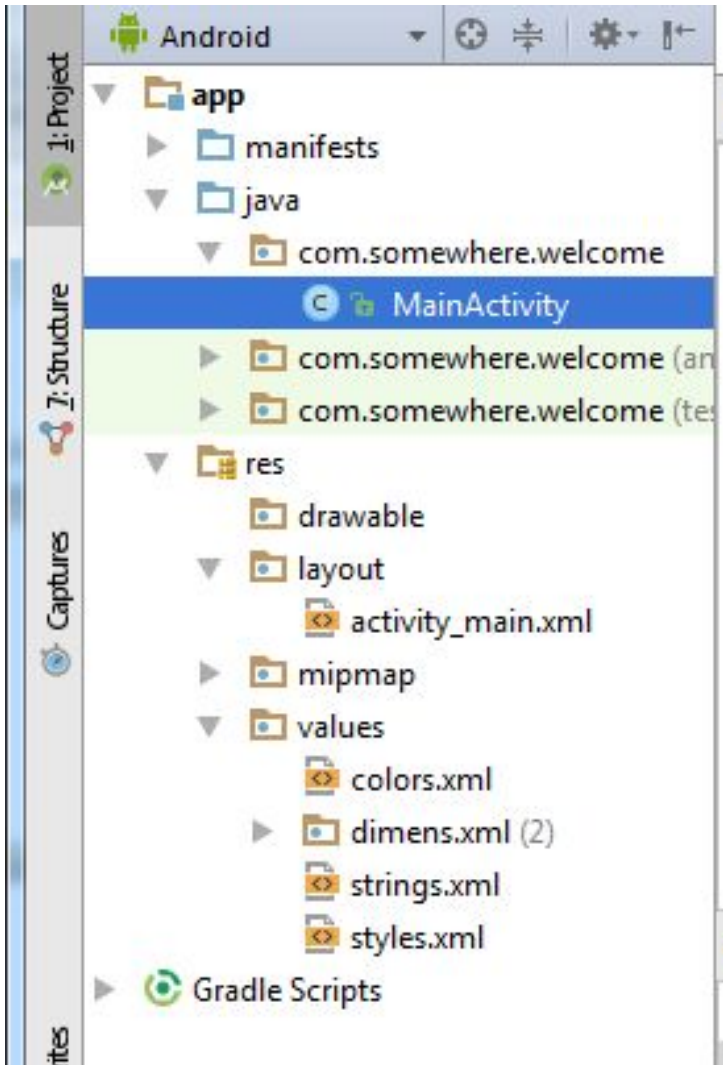 Android
1: Project
7: Structure
Captures
app
manifests
java
com.somewhere.welcome
MainActivity
com.somewhere.welcome (an
com.somewhere.welcome (tes
res
drawable
layout
activity_main.xml
mipmap
values
colors.xml
dimens.xml (2)
strings.xml
styles.xml
Gradle Scripts